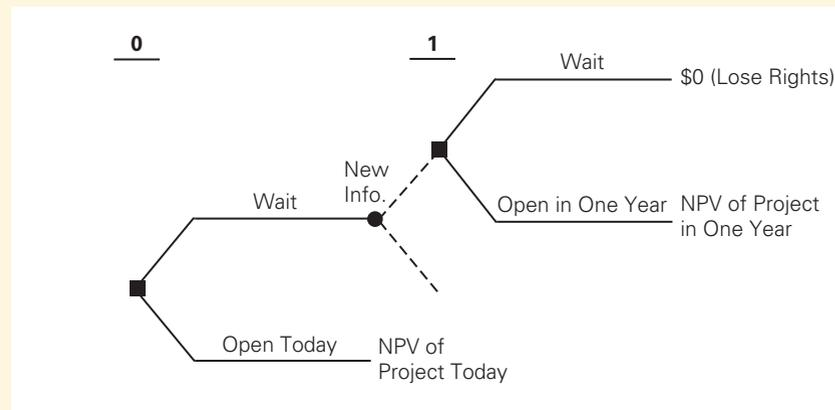 0
1
Wait
$0 (Lose Rights)
New
Info.
Wait
Open in One Year
NPV of Project
in One Year
Open Today
NPV of
Project Today